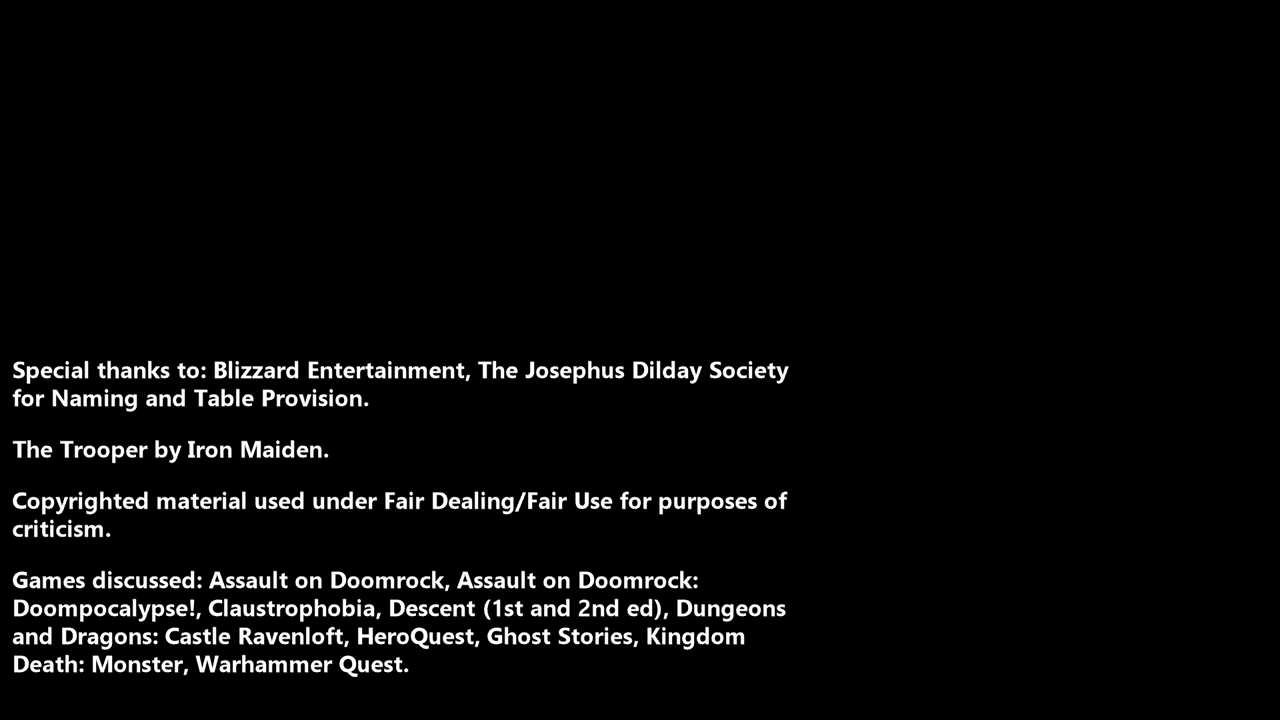 Special thanks to: Blizzard Entertainment, The Josephus Dilday Society
for Naming and Table Provision.
The Trooper by Iron Maiden.
Copyrighted material used under Fair Dealing/Fair Use for purposes of
criticism.
Games discussed: Assault on Doomrock, Assault on Doomrock:
Doompocalypse!, Claustrophobia, Descent (1st and 2nd ed), Dungeons
and Dragons: Castle Ravenloft, HeroQuest, Ghost Stories, Kingdom
Death: Monster, Warhammer Quest.